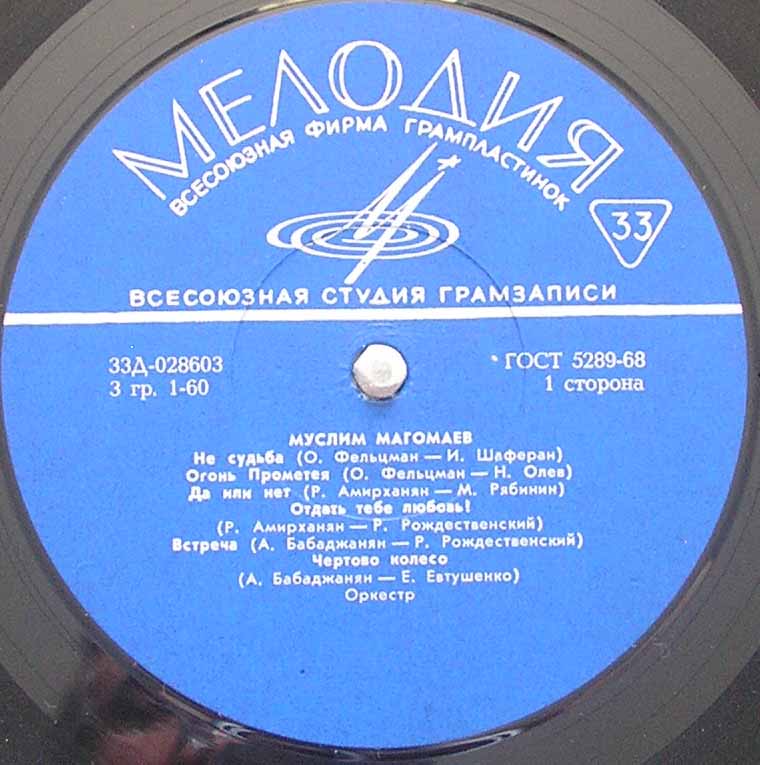 МЕЛОДИЯ
ВСЕСОЮЗНАЯ ФИРМА ГРАМПЛАСТИНОК
33
ВСЕСОЮЗНАЯ СТУДИЯ ГРАМЗАПИСИ
33Д-028603
3 гр. 1-60
ГОСТ 5289-68
1 сторона
МУСЛИМ МАГОМАЕВ
Не судьба (О. Фельцман — И. Шаферан)
Огонь Прометея (О. Фельцман — Н. Олев)
Да или нет (Р. Амирханян — М. Рябинин)
Отдать тебе любовь!
(Р. Амирханян — Р. Рождественский)
Встреча (А. Бабаджанян — Р. Рождественский)
Чертово колесо
(А. Бабаджанян — Е. Евтушенко)
Оркестр